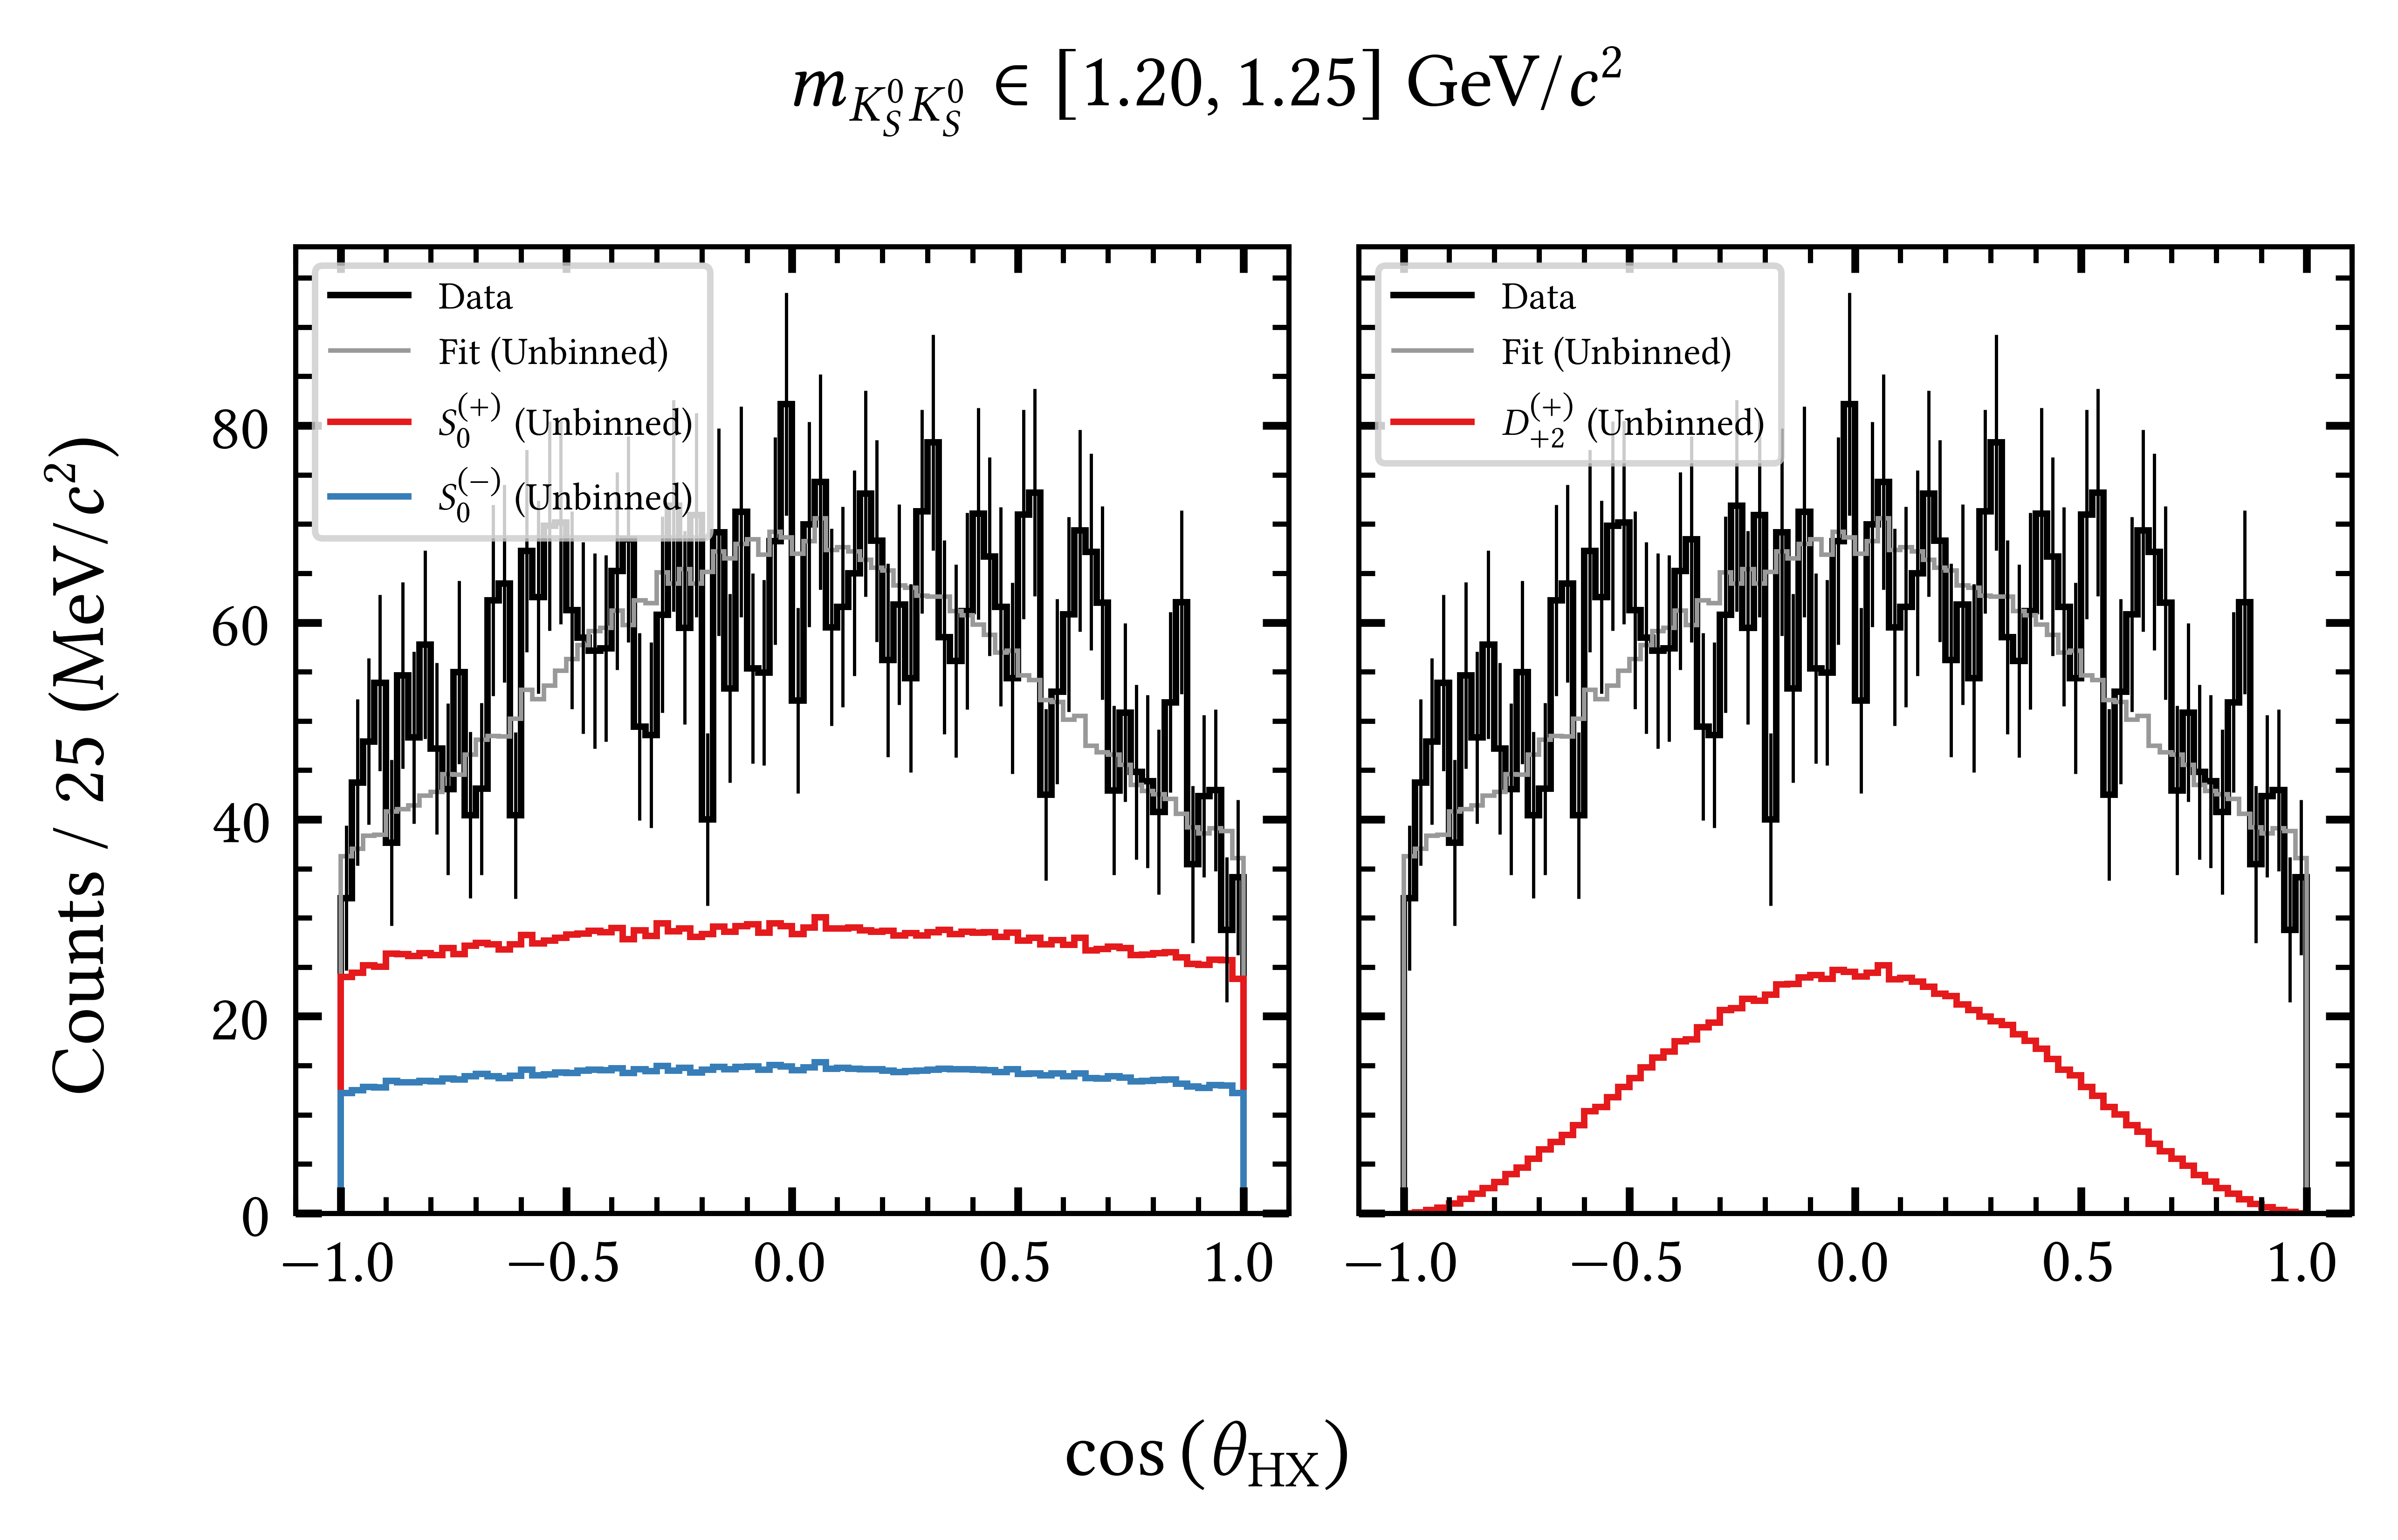 m_{K_S^0 K_S^0} ∈ [1.20, 1.25] GeV/c²
Counts / 25 (MeV/c²)
80
60
40
20
0
Data
Fit (Unbinned)
S_0^{(+)} (Unbinned)
S_0^{(−)} (Unbinned)
−1.0 −0.5 0.0 0.5 1.0
Data
Fit (Unbinned)
D_{+2}^{(+)} (Unbinned)
−1.0 −0.5 0.0 0.5 1.0
cos (θ_{HX})